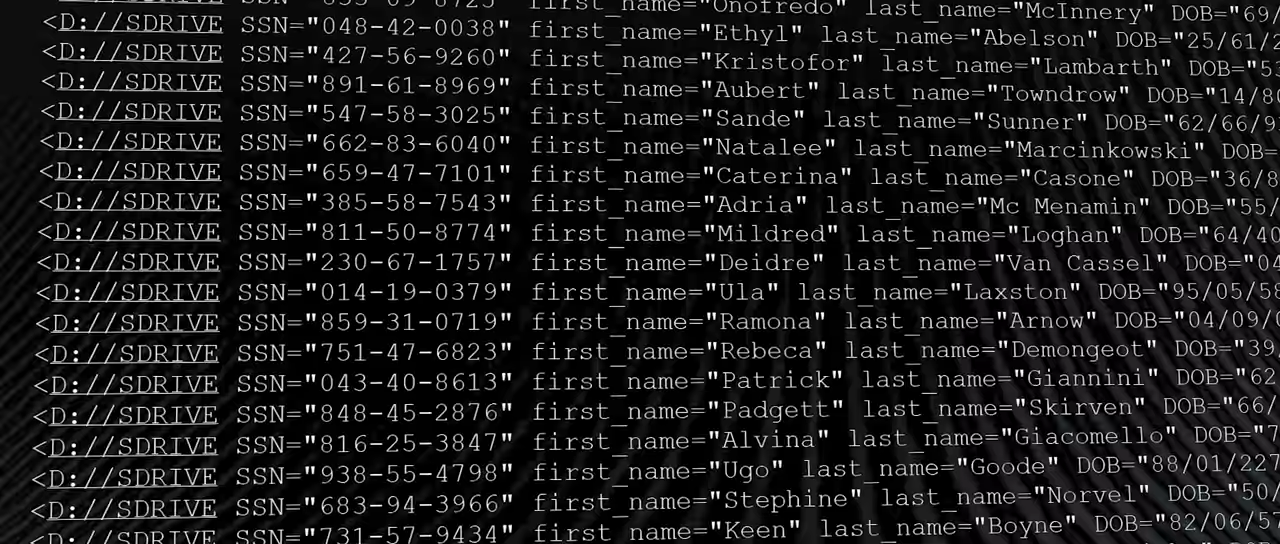 first_name="Onofredo" last_name="McInnery" DOB="69/
<D://SDRIVE SSN="048-42-0038" first_name="Ethyl" last_name="Abelson" DOB="25/61/2
<D://SDRIVE SSN="427-56-9260" first_name="Kristofor" last_name="Lambarth" DOB="53
<D://SDRIVE SSN="891-61-8969" first_name="Aubert" last_name="Towndrow" DOB="14/80
<D://SDRIVE SSN="547-58-3025" first_name="Sande" last_name="Sunner" DOB="62/66/9
<D://SDRIVE SSN="662-83-6040" first_name="Natalee" last_name="Marcinkowski" DOB=
<D://SDRIVE SSN="659-47-7101" first_name="Caterina" last_name="Casone" DOB="36/8
<D://SDRIVE SSN="385-58-7543" first_name="Adria" last_name="Mc Menamin" DOB="55/
<D://SDRIVE SSN="811-50-8774" first_name="Mildred" last_name="Loghan" DOB="64/40
<D://SDRIVE SSN="230-67-1757" first_name="Deidre" last_name="Van Cassel" DOB="04
<D://SDRIVE SSN="014-19-0379" first_name="Ula" last_name="Laxston" DOB="95/05/59
<D://SDRIVE SSN="859-31-0719" first_name="Ramona" last_name="Arnow" DOB="04/09/0
<D://SDRIVE SSN="751-47-6823" first_name="Rebeca" last_name="Demongeot" DOB="39
<D://SDRIVE SSN="043-40-8613" first_name="Patrick" last_name="Giannini" DOB="62
<D://SDRIVE SSN="848-45-2876" first_name="Padgett" last_name="Skirven" DOB="66/
<D://SDRIVE SSN="816-25-3847" first_name="Alvina" last_name="Giacomello" DOB="7
<D://SDRIVE SSN="938-55-4798" first_name="Ugo" last_name="Goode" DOB="88/01/227
<D://SDRIVE SSN="683-94-3966" first_name="Stephine" last_name="Norvel" DOB="50/
<D://SDRIVE SSN="731-57-9434" first_name="Keen" last_name="Boyne" DOB="82/06/57